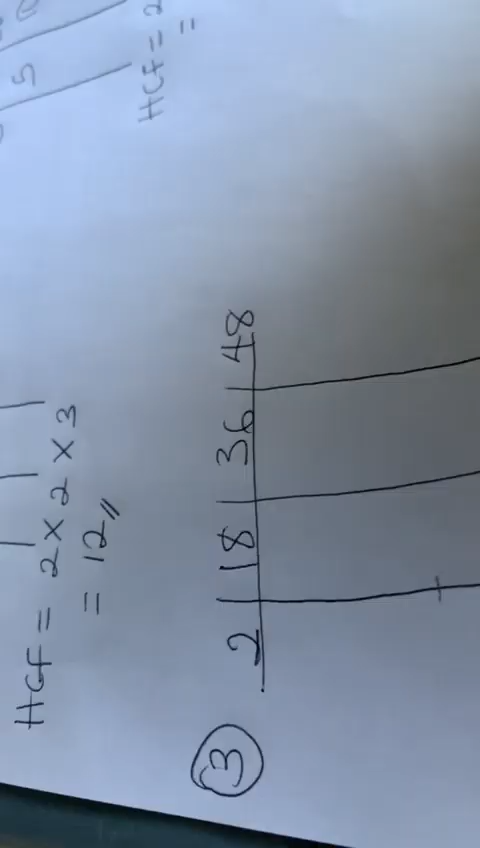 5
HCF = 2
=
HCF = 2 x 2 x 3
= 12 //
3
2 | 18 | 36 | 48